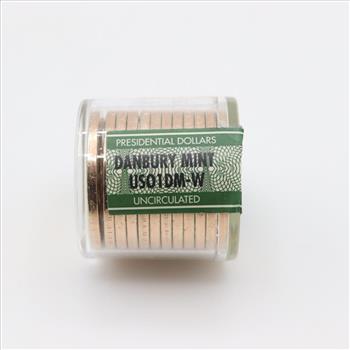 PRESIDENTIAL DOLLARS
DANBURY MINT
US01DM-W
UNCIRCULATED